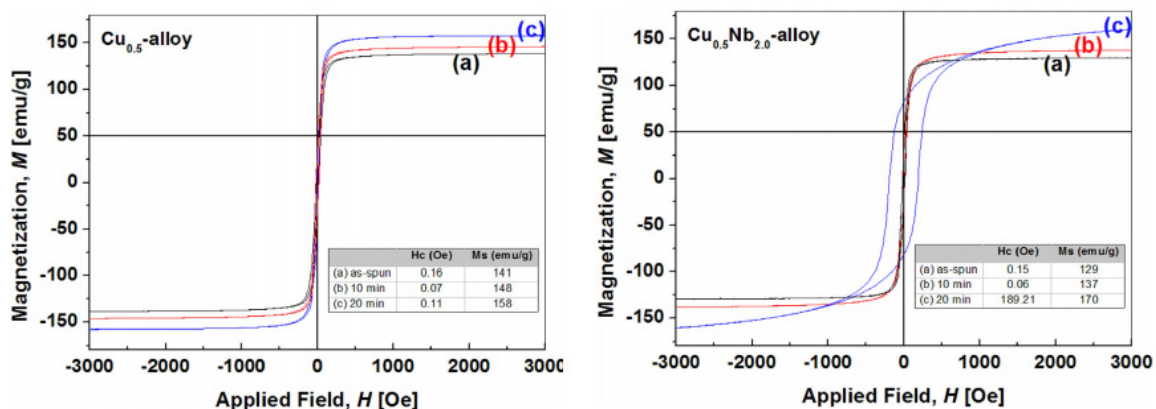 150
100
50
0
-50
-100
-150
-3000 -2000 -1000 0 1000 2000 3000
Magnetization, M [emu/g]
Applied Field, H [Oe]
Cu0.5-alloy
(c)
(b)
(a)
Hc (Oe) Ms (emu/g)
(a) as-spun 0.16 141
(b) 10 min 0.07 148
(c) 20 min 0.11 158
150
100
50
0
-50
-100
-150
-3000 -2000 -1000 0 1000 2000 3000
Magnetization, M [emu/g]
Applied Field, H [Oe]
Cu0.5Nb2.0-alloy
(c)
(b)
(a)
Hc (Oe) Ms (emu/g)
(a) as-spun 0.15 129
(b) 10 min 0.06 137
(c) 20 min 189.21 170